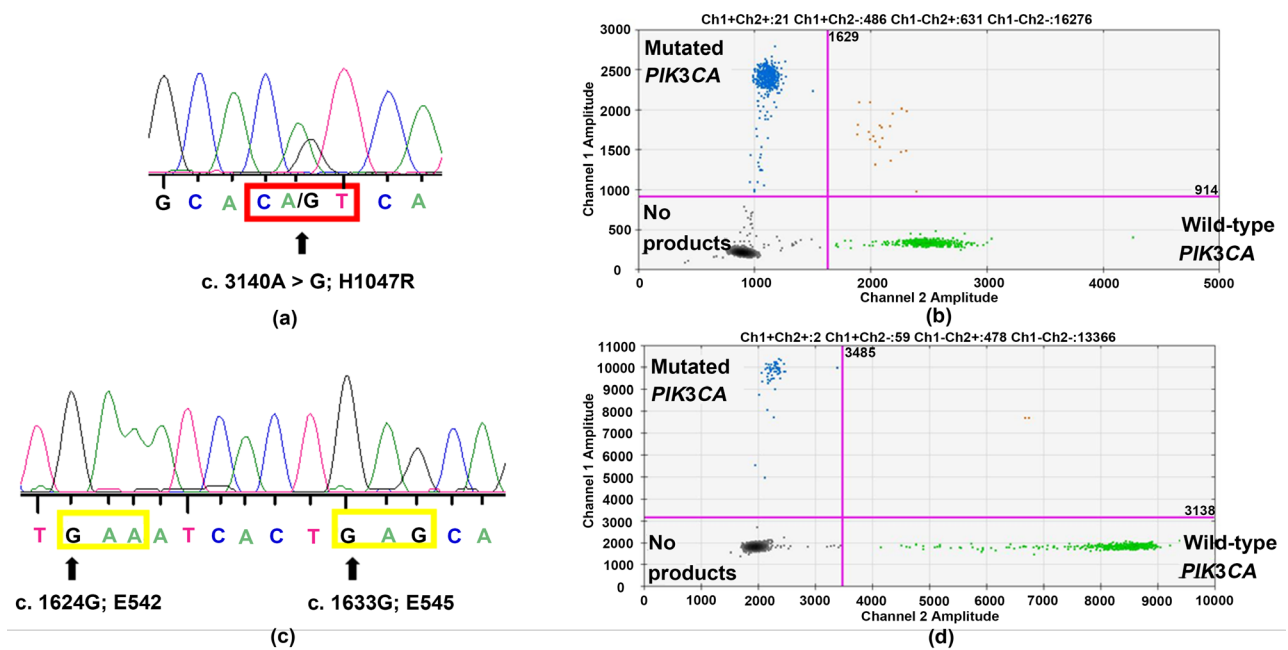 G C A C A/G T C A
c. 3140A > G; H1047R
(a)
Ch1+Ch2+:21 Ch1+Ch2-:486 Ch1-Ch2+:631 Ch1-Ch2-:16276
Channel 1 Amplitude
3000
2500
2000
1500
1000
500
0
Mutated
PIK3CA
1629
914
No
products
Wild-type
PIK3CA
0 1000 2000 3000 4000 5000
Channel 2 Amplitude
(b)
T G A A A T C A C T G A G C A
c. 1624G; E542
c. 1633G; E545
(c)
Ch1+Ch2+:2 Ch1+Ch2-:59 Ch1-Ch2+:478 Ch1-Ch2-:13366
Channel 1 Amplitude
11000
10000
9000
8000
7000
6000
5000
4000
3000
2000
1000
0
Mutated
PIK3CA
3485
3138
No
products
Wild-type
PIK3CA
0 1000 2000 3000 4000 5000 6000 7000 8000 9000 10000
Channel 2 Amplitude
(d)